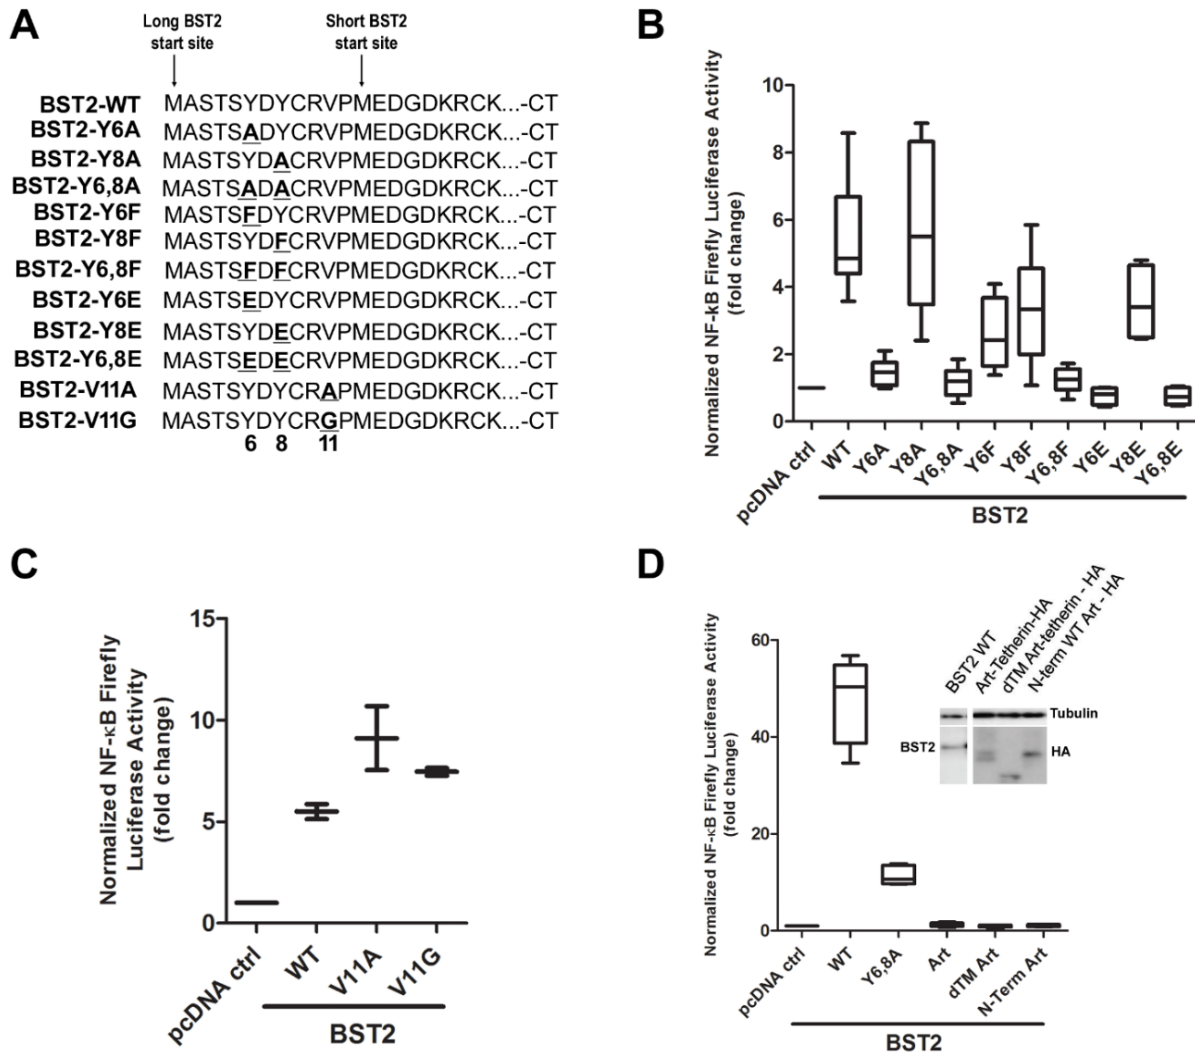 A
Long BST2
start site
Short BST2
start site
BST2-WT MASTSYDYCRVPMEDGDKRCK...-CT
BST2-Y6A MASTSADYCRVPMEDGDKRCK...-CT
BST2-Y8A MASTSYDACRVPMEDGDKRCK...-CT
BST2-Y6,8A MASTSADACRVPMEDGDKRCK...-CT
BST2-Y6F MASTSFDYCRVPMEDGDKRCK...-CT
BST2-Y8F MASTSYDFCRVPMEDGDKRCK...-CT
BST2-Y6,8F MASTSFDFCRVPMEDGDKRCK...-CT
BST2-Y6E MASTSEDYCRVPMEDGDKRCK...-CT
BST2-Y8E MASTSYDECRVPMEDGDKRCK...-CT
BST2-Y6,8E MASTSEDECRVPMEDGDKRCK...-CT
BST2-V11A MASTSYDYCRAPMEDGDKRCK...-CT
BST2-V11G MASTSYDYCRGPMEDGDKRCK...-CT
6 8 11
B
Normalized NF-kB Firefly Luciferase Activity
(fold change)
10
8
6
4
2
0
pcDNA ctrl
WT
Y6A
Y8A
Y6,8A
Y6F
Y8F
Y6,8F
Y6E
Y8E
Y6,8E
BST2
C
Normalized NF-κB Firefly
Luciferase Activity
(fold change)
15
10
5
0
pcDNA ctrl
WT
V11A
V11G
BST2
D
Normalized NF-κB Firefly Luciferase Activity
(fold change)
60
40
20
0
BST2 WT
Art-Tetherin-HA
dTM Art-tetherin - HA
N-term WT Art - HA
Tubulin
BST2
HA
pcDNA ctrl
WT
Y6,8A
Art
dTM Art
N-Term Art
BST2